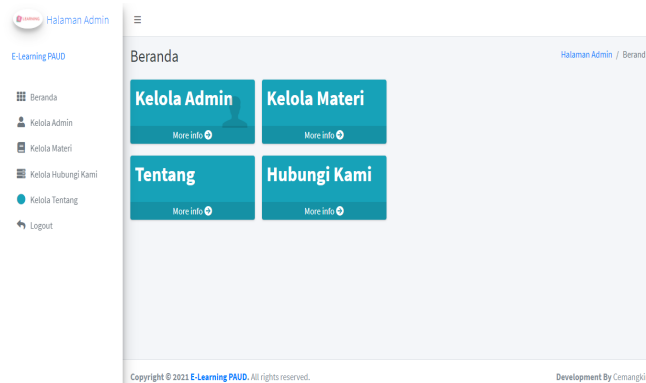 Halaman Admin
E-Learning PAUD
Beranda
Kelola Admin
Kelola Materi
Kelola Hubungi Kami
Kelola Tentang
Logout
Beranda
Halaman Admin / Berand
Kelola Admin
More info
Kelola Materi
More info
Tentang
More info
Hubungi Kami
More info
Copyright © 2021 E-Learning PAUD. All rights reserved.
Development By Cemangki